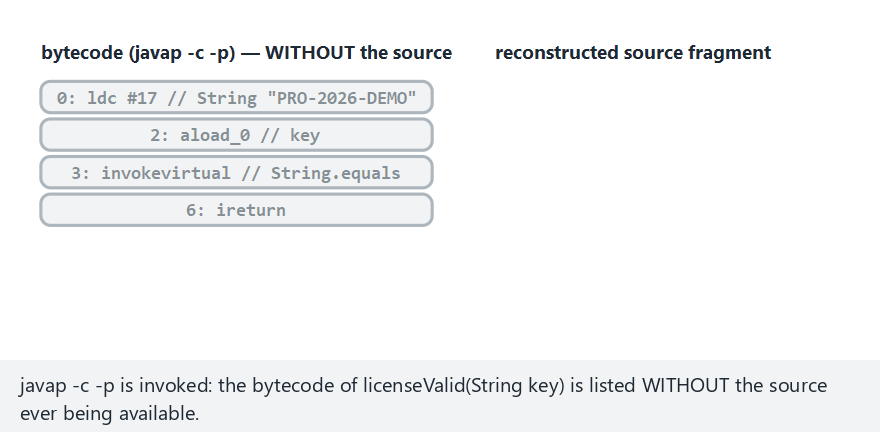 bytecode (javap -c -p) — WITHOUT the source
reconstructed source fragment
0: ldc #17 // String "PRO-2026-DEMO"
2: aload_0 // key
3: invokevirtual // String.equals
6: ireturn
javap -c -p is invoked: the bytecode of licenseValid(String key) is listed WITHOUT the source
ever being available.